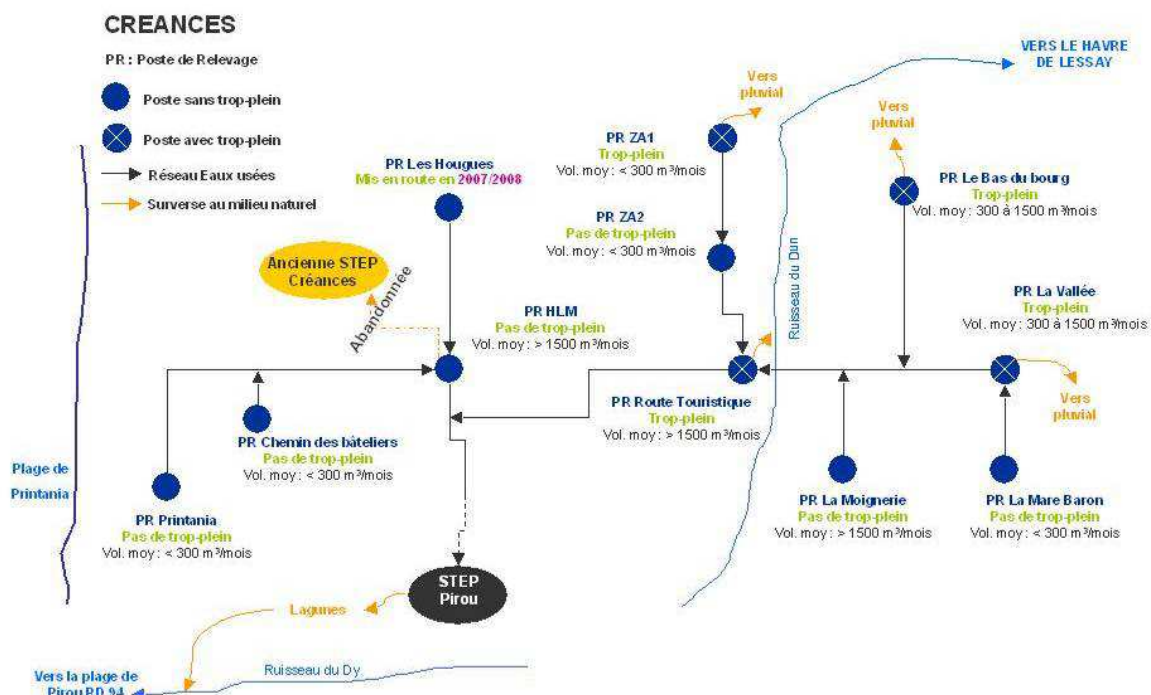 CREANCES
PR : Poste de Relevage
Poste sans trop-plein
Poste avec trop-plein
Réseau Eaux usées
Surverse au milieu naturel
VERS LE HAVRE
DE LESSAY
Vers
pluvial
Vers
pluvial
PR ZA1
Trop-plein
Vol. moy : < 300 m³/mois
PR Les Hougues
Mis en route en 2007/2008
PR Le Bas du bourg
Trop-plein
Vol. moy : 300 à 1500 m³/mois
PR ZA2
Pas de trop-plein
Vol. moy : < 300 m³/mois
Ancienne STEP
Créances
Abandonnée
Ruisseau du Dun
PR La Vallée
Trop-plein
Vol. moy : 300 à 1500 m³/mois
PR HLM
Pas de trop-plein
Vol. moy : > 1500 m³/mois
PR Route Touristique
Trop-plein
Vol. moy : > 1500 m³/mois
Vers
pluvial
PR Chemin des bâteliers
Pas de trop-plein
Vol. moy : < 300 m³/mois
Plage de
Printania
PR Printania
Pas de trop-plein
Vol. moy : < 300 m³/mois
PR La Moignerie
Pas de trop-plein
Vol. moy : > 1500 m³/mois
PR La Mare Baron
Pas de trop-plein
Vol. moy : < 300 m³/mois
STEP
Pirou
Lagunes
Ruisseau du Dy
Vers la plage de
Pirou RD 94